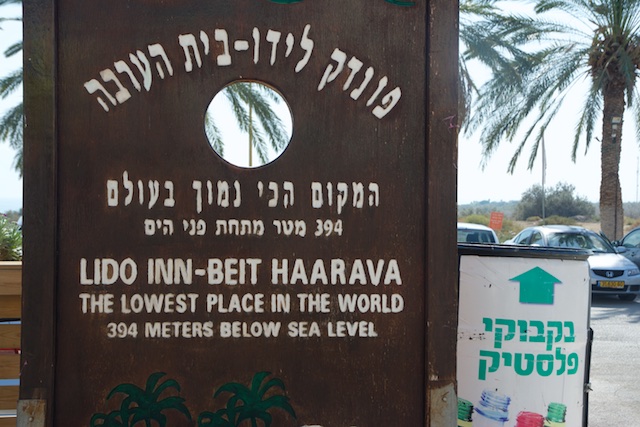 פונדק לידו-בית הערבה
המקום הכי נמוך בעולם
394 מטר מתחת פני הים
LIDO INN-BEIT HAARAVA
THE LOWEST PLACE IN THE WORLD
394 METERS BELOW SEA LEVEL
בקבוקי
פלסטיק